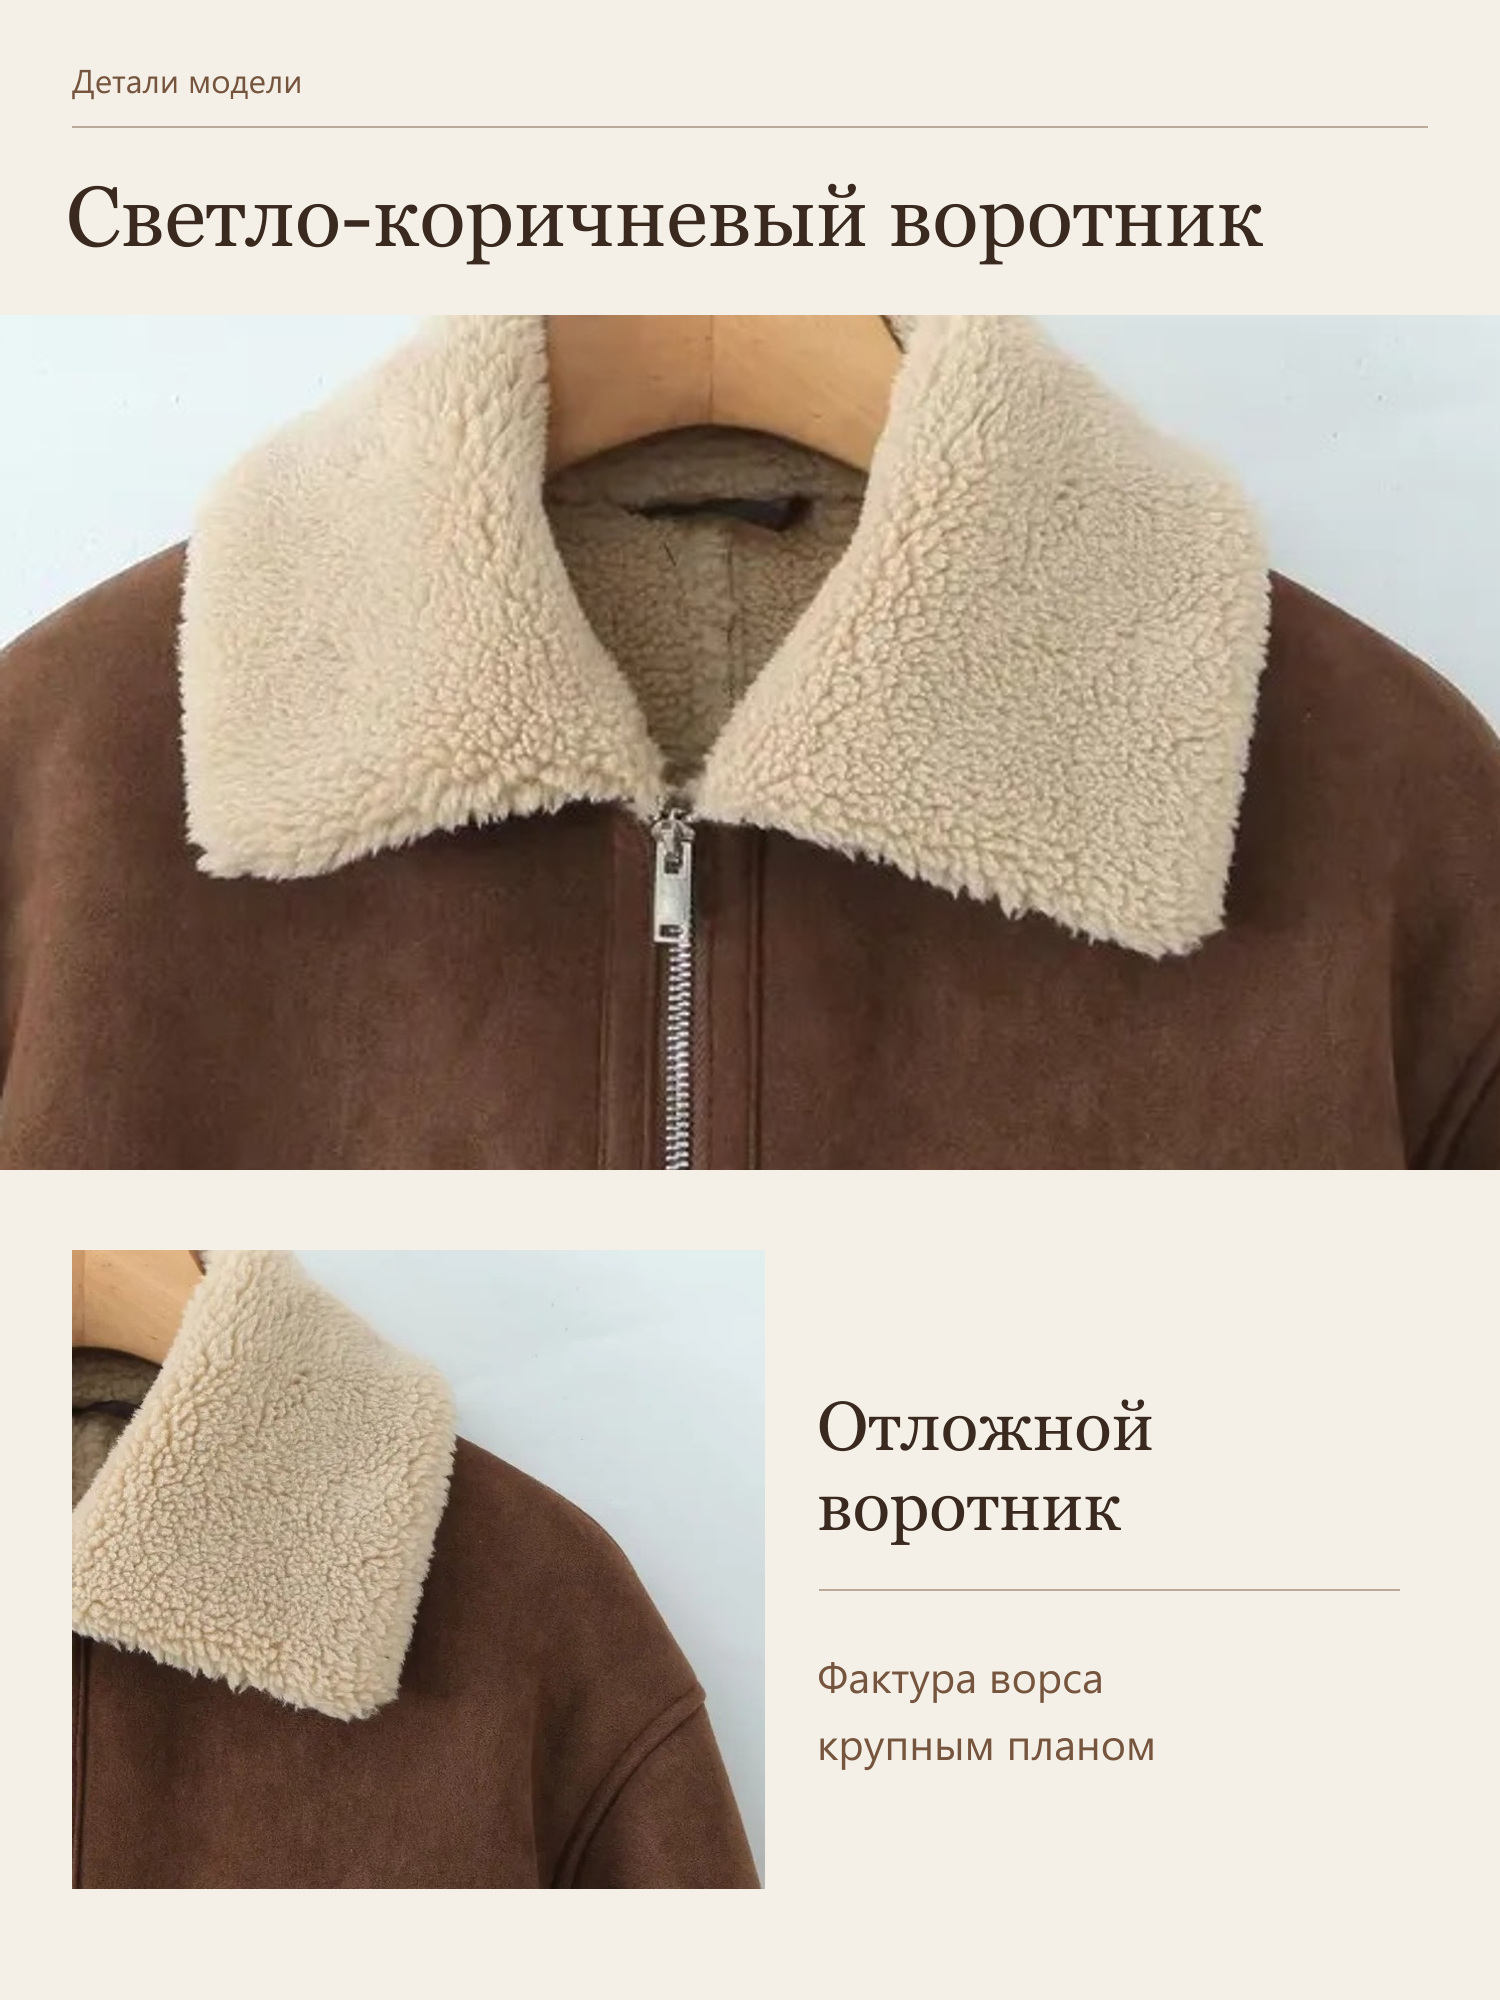 Детали модели
Светло-коричневый воротник
Отложной
воротник
Фактура ворса
крупным планом